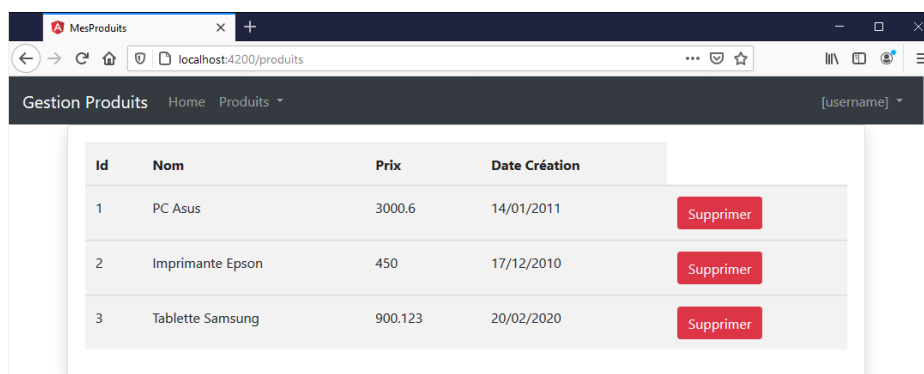 MesProduits
localhost:4200/produits
Gestion Produits Home Produits [username]
Id Nom Prix Date Création
1 PC Asus 3000.6 14/01/2011 Supprimer
2 Imprimante Epson 450 17/12/2010 Supprimer
3 Tablette Samsung 900.123 20/02/2020 Supprimer